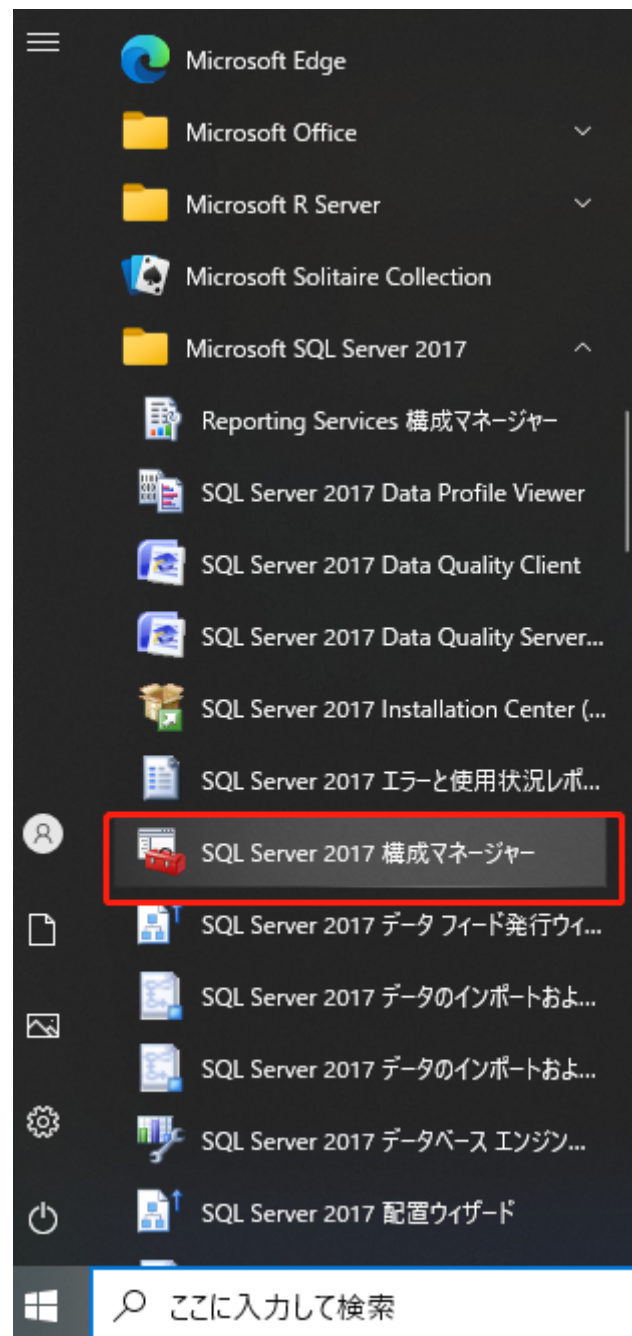 Microsoft Edge
Microsoft Office
Microsoft R Server
Microsoft Solitaire Collection
Microsoft SQL Server 2017
Reporting Services 構成マネージャー
SQL Server 2017 Data Profile Viewer
SQL Server 2017 Data Quality Client
SQL Server 2017 Data Quality Server...
SQL Server 2017 Installation Center (...
SQL Server 2017 エラーと使用状況レポ...
SQL Server 2017 構成マネージャー
SQL Server 2017 データ フィード発行ウィ...
SQL Server 2017 データのインポートおよ...
SQL Server 2017 データのインポートおよ...
SQL Server 2017 データベース エンジン...
SQL Server 2017 配置ウィザード
ここに入力して検索